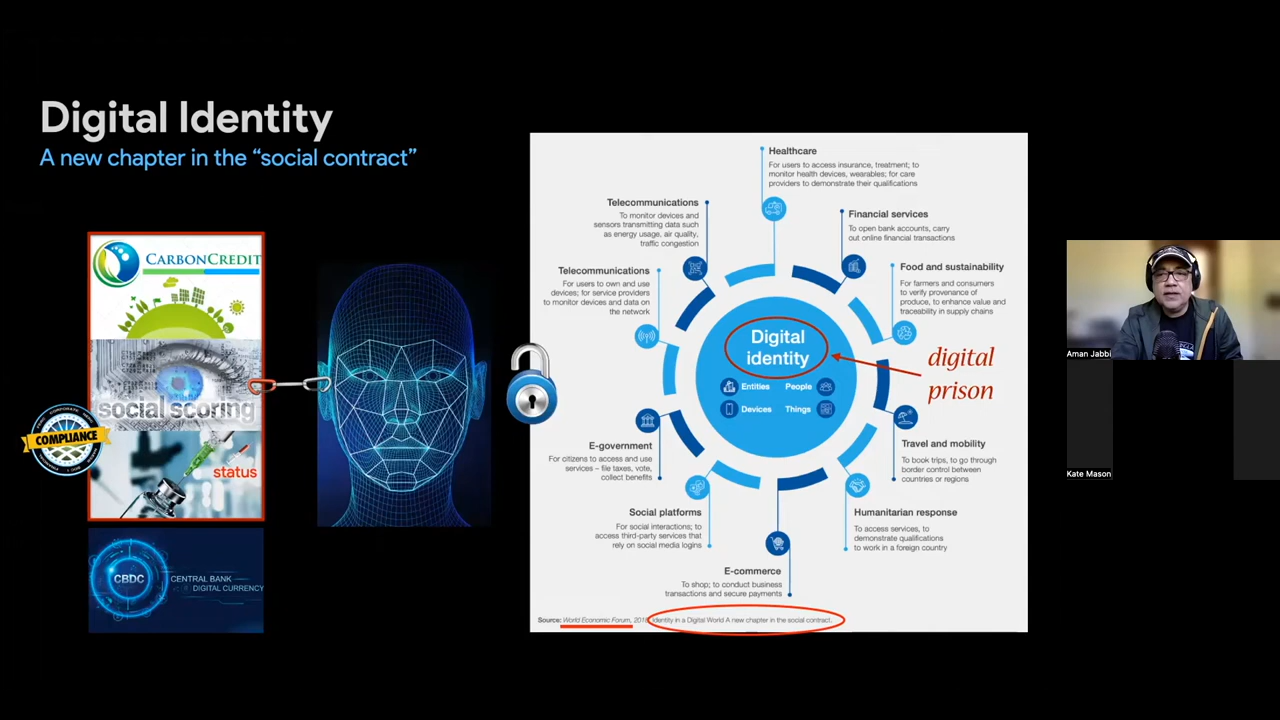 Digital Identity
A new chapter in the “social contract”
CARBONCREDIT
social scoring
COMPLIANCE
status
CBDC
CENTRAL BANK
DIGITAL CURRENCY
Healthcare
For users to access insurance, treatment; to
monitor health devices, wearables; for care
providers to demonstrate their qualifications
Telecommunications
To monitor devices and
sensors transmitting data such
as energy usage, air quality,
traffic congestion
Financial services
To open bank accounts, carry
out online financial transactions
Telecommunications
For users to own and use
devices; for service providers
to monitor devices and data on
the network
Food and sustainability
For farmers and consumers
to verify provenance of
produce, to enhance value and
traceability in supply chains
Digital
identity
Entities People
Devices Things
digital
prison
E-government
For citizens to access and use
services – file taxes, vote,
collect benefits
Travel and mobility
To book trips, to go through
border control between
countries or regions
Social platforms
For social interactions; to
access third-party services that
rely on social media logins
Humanitarian response
To access services, to
demonstrate qualifications
to work in a foreign country
E-commerce
To shop; to conduct business
transactions and secure payments
Source: World Economic Forum, Identity in a Digital World A new chapter in the social contract.
Aman Jabbi
Kate Mason